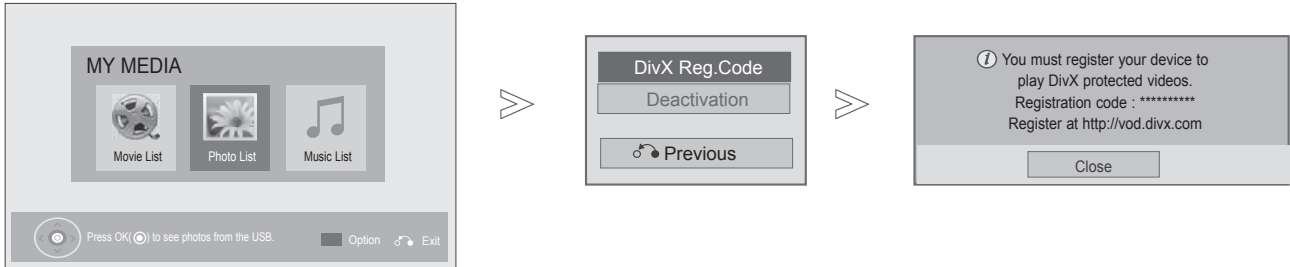 MY MEDIA
Movie List
Photo List
Music List
Press OK(◉) to see photos from the USB.
Option
Exit
DivX Reg.Code
Deactivation
Previous
You must register your device to
play DivX protected videos.
Registration code : **********
Register at http://vod.divx.com
Close